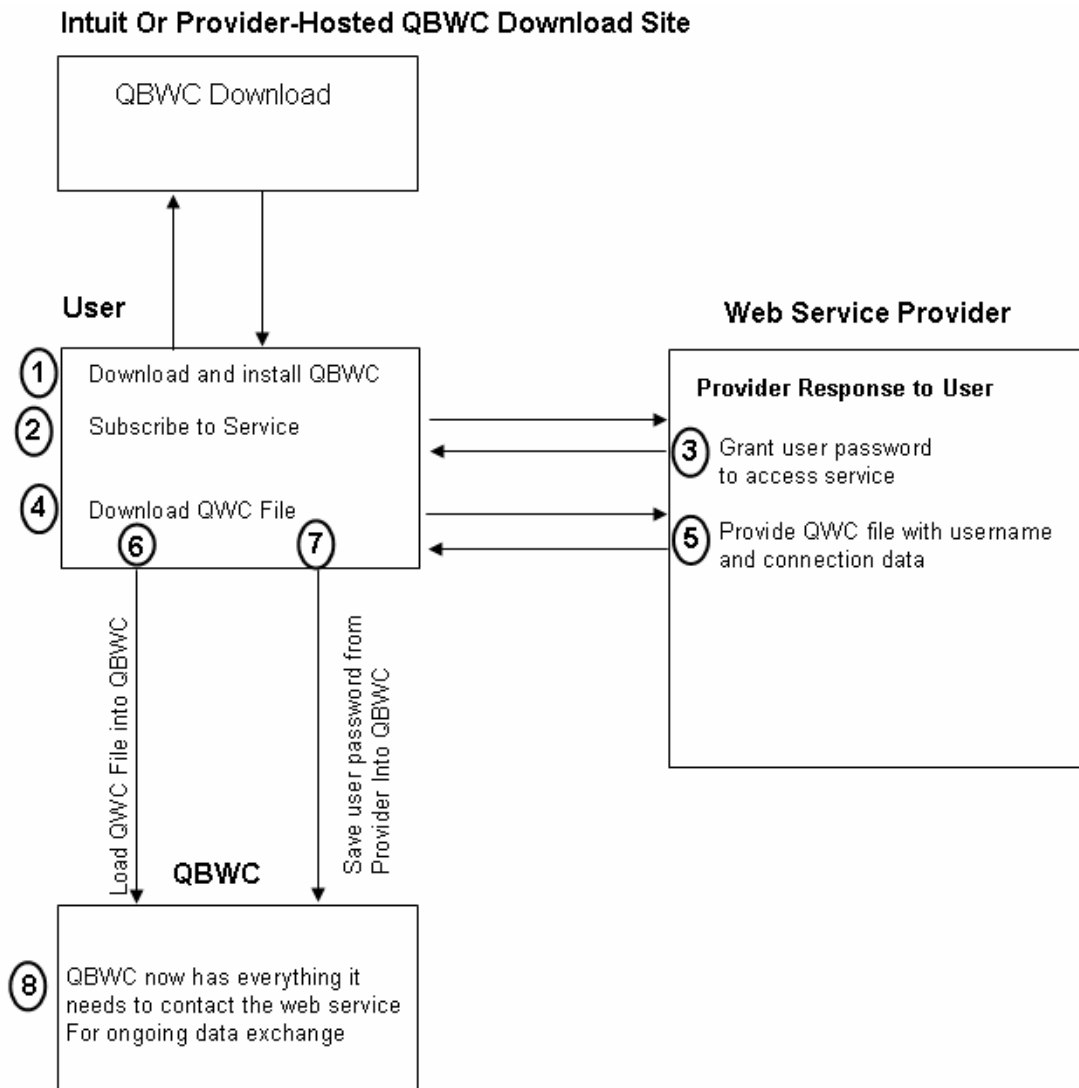 Intuit Or Provider-Hosted QBWC Download Site
QBWC Download
User
Web Service Provider
1
Download and install QBWC
Provider Response to User
2
Subscribe to Service
3
Grant user password
to access service
4
Download QWC File
5
Provide QWC file with username
and connection data
6
7
Load QWC File into QBWC
Save user password from
Provider Into QBWC
QBWC
8
QBWC now has everything it
needs to contact the web service
For ongoing data exchange